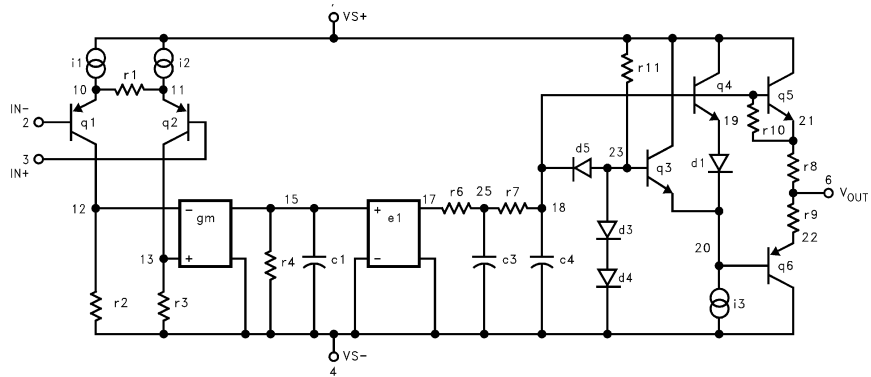 VS+
i1
i2
r1
10
11
r11
q4
q5
IN-
2
q1
q2
19
r10
21
3
IN+
d5
23
q3
d1
r8
6
VOUT
12
gm
15
17
r6
25
r7
18
r9
22
e1
13
r4
c1
c3
c4
d3
20
q6
d4
r2
r3
i3
VS-
4
-
+
+
-